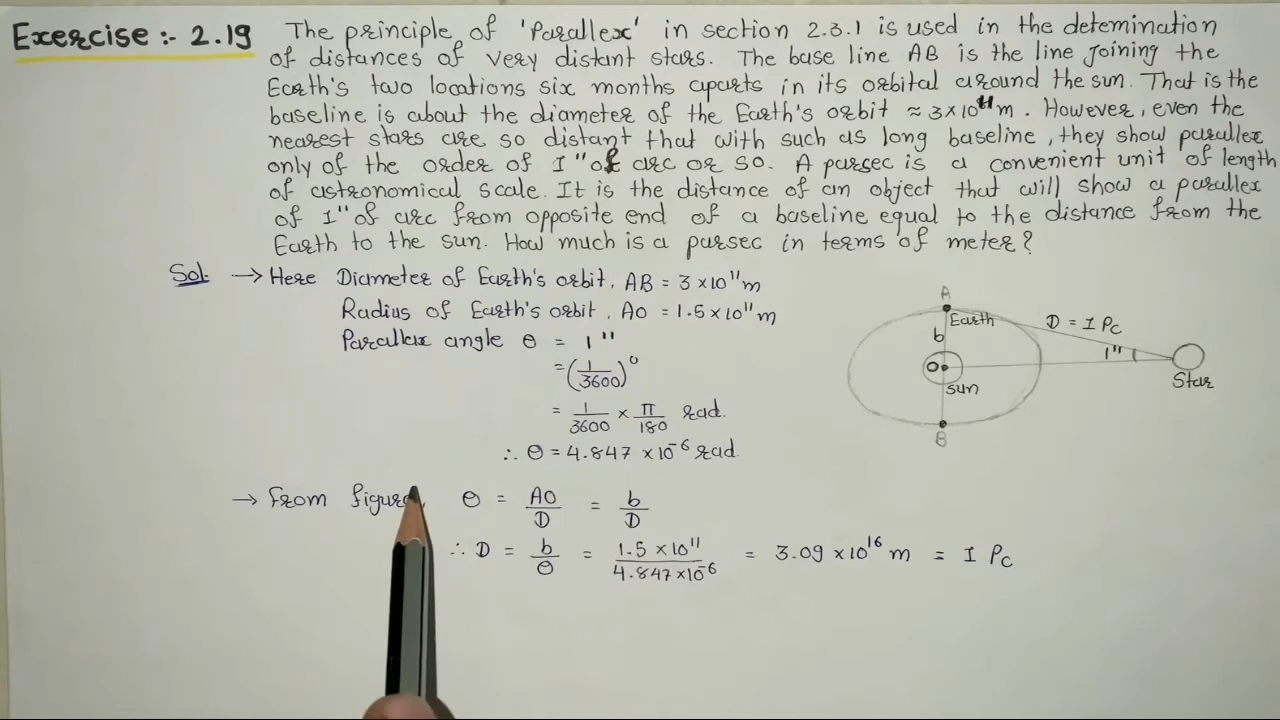 Exercise :- 2.19 The principle of 'Parallex' in section 2.3.1 is used in the detemination
of distances of very distant stars. The base line AB is the line joining the
Earth's two locations six months aparts in its orbital around the sun. That is the
baseline is about the diameter of the Earth's orbit ≈ 3×10¹¹m. However, even the
nearest stars are so distant that with such as long baseline, they show parallex
only of the order of 1" of arc or so. A parsec is a convenient unit of length
of astronomical scale. It is the distance of an object that will show a parallex
of 1" of arc from opposite end of a baseline equal to the distance from the
Earth to the sun. How much is a parsec in terms of meter?
Sol. → Here Diameter of Earth's orbit, AB = 3×10¹¹m
Radius of Earth's orbit, AO = 1.5×10¹¹m
Parallax angle θ = 1"
= (1/3600)°
= 1/3600 × π/180 rad.
∴ θ = 4.847 ×10⁻⁶ rad
→ From figure, θ = AO/D = b/D
∴ D = b/θ = 1.5 ×10¹¹/4.847×10⁻⁶ = 3.09 ×10¹⁶ m = 1 Pc
A
Earth
D = 1 Pc
b
1"
O
Star
sun
B